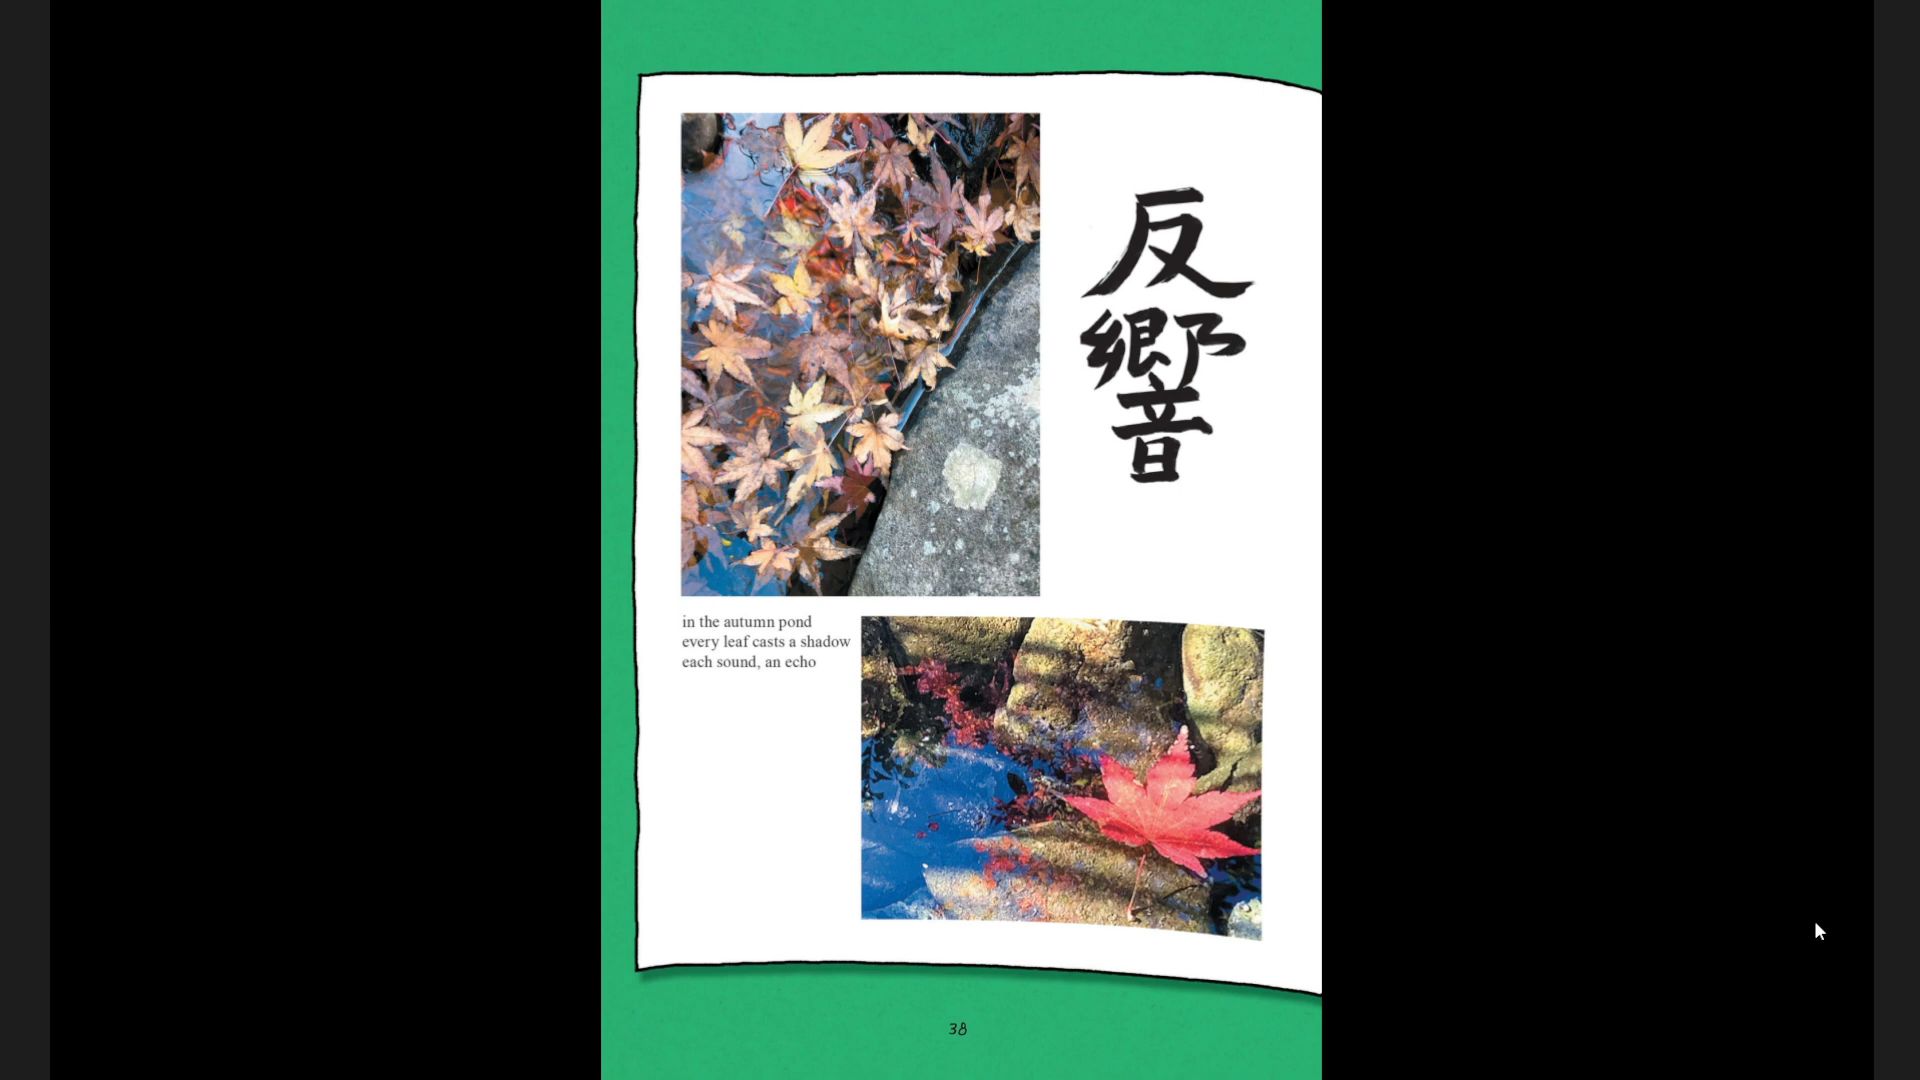 反響
in the autumn pond
every leaf casts a shadow
each sound, an echo
38